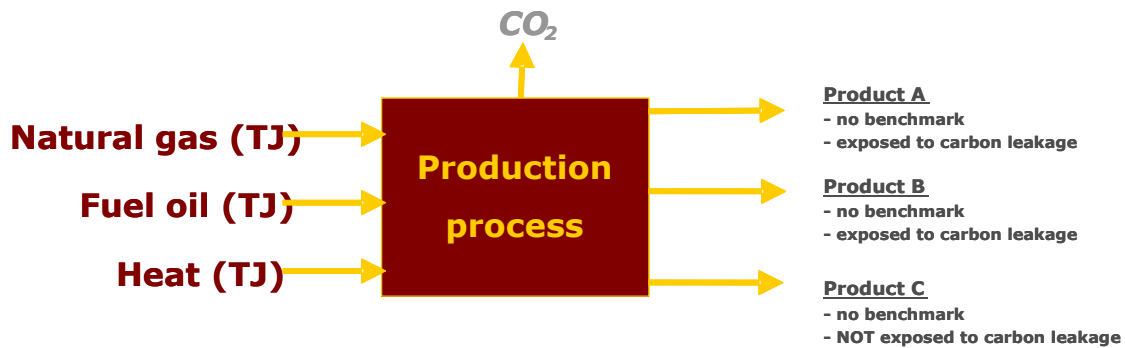 CO₂
Natural gas (TJ)
Fuel oil (TJ)
Heat (TJ)
Production
process
Product A
- no benchmark
- exposed to carbon leakage
Product B
- no benchmark
- exposed to carbon leakage
Product C
- no benchmark
- NOT exposed to carbon leakage